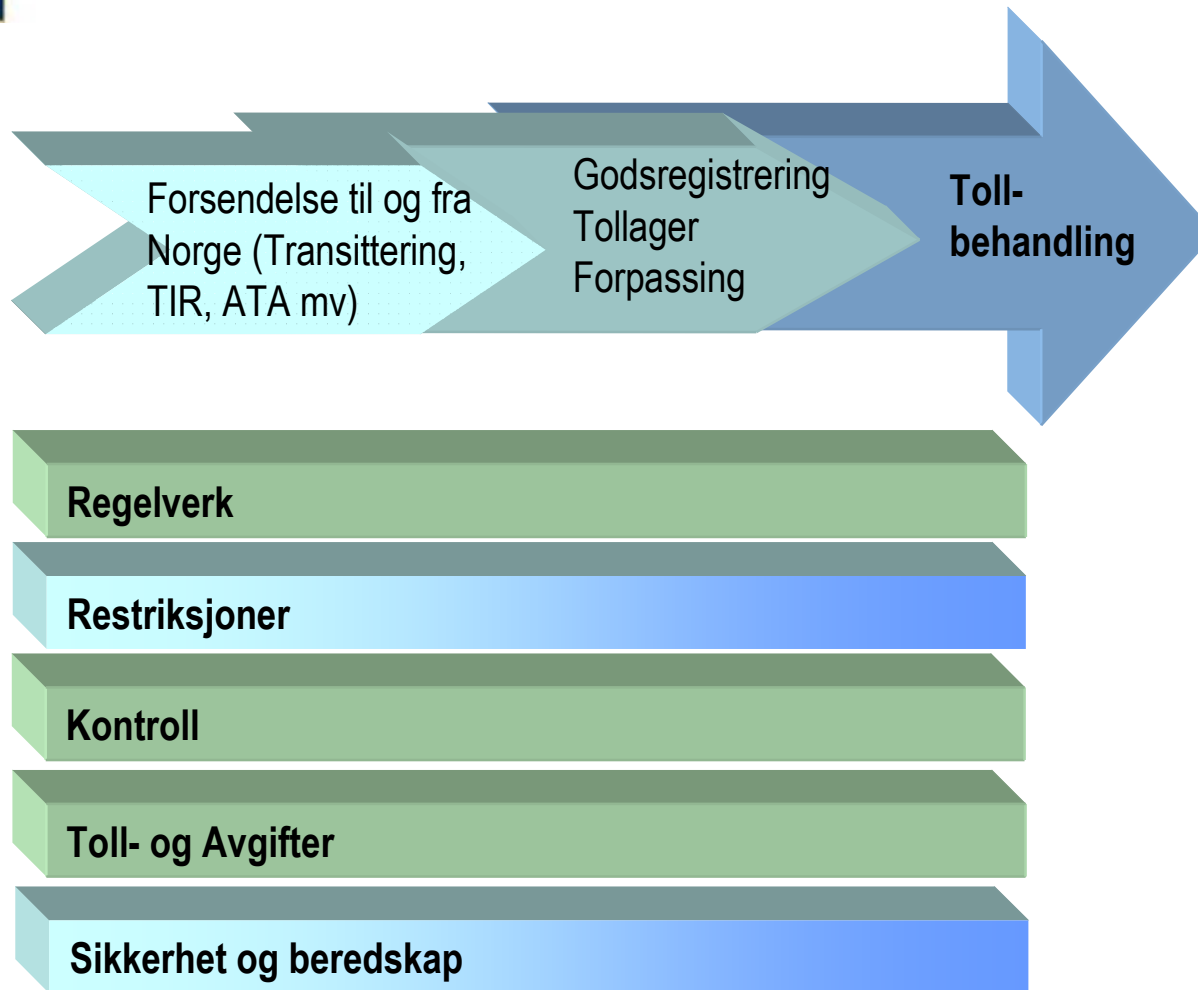 Forsendelse til og fra
Norge (Transittering,
TIR, ATA mv)
Godsregistrering
Tollager
Forpassing
Toll-
behandling
Regelverk
Restriksjoner
Kontroll
Toll- og Avgifter
Sikkerhet og beredskap